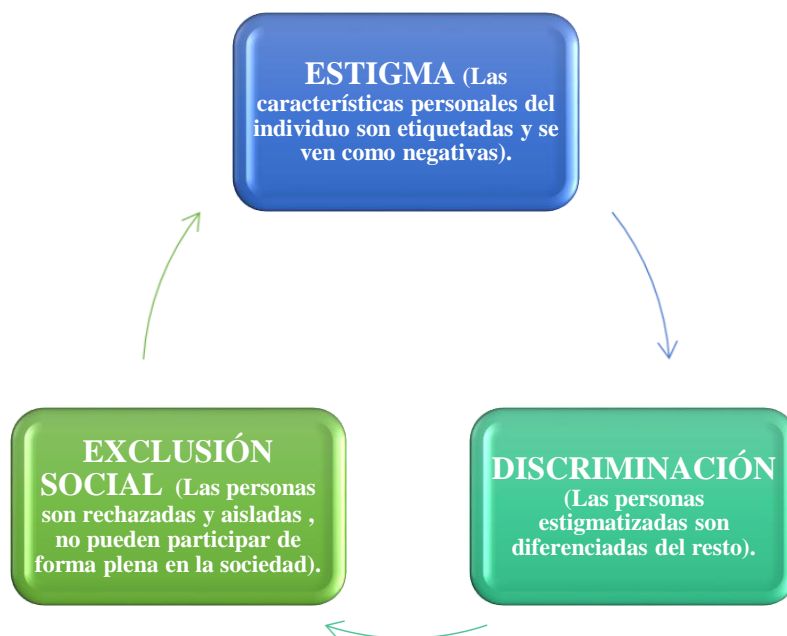 ESTIGMA (Las
características personales del
individuo son etiquetadas y se
ven como negativas).
DISCRIMINACIÓN
(Las personas
estigmatizadas son
diferenciadas del resto).
EXCLUSIÓN
SOCIAL (Las personas
son rechazadas y aisladas ,
no pueden participar de
forma plena en la sociedad).